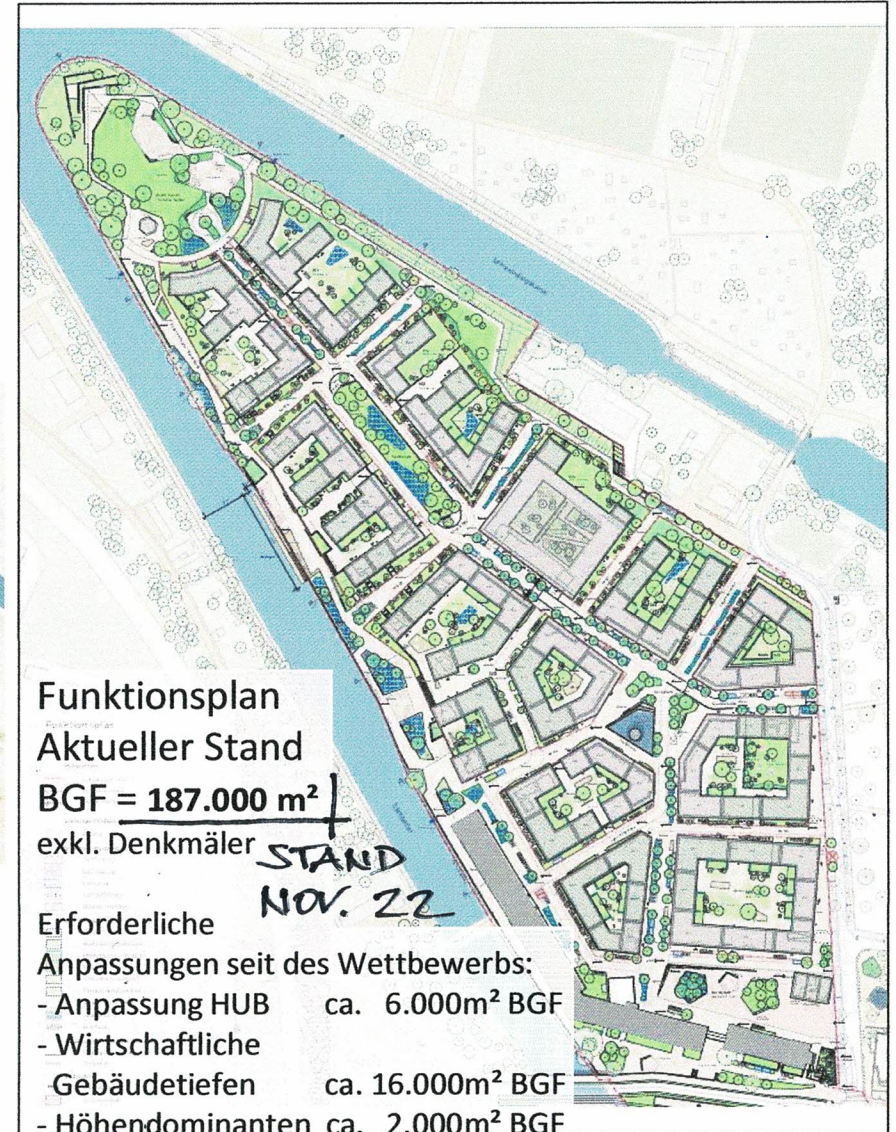 Funktionsplan
Aktueller Stand
BGF = 187.000 m²
exkl. Denkmäler
STAND
NOV. 22
Erforderliche
Anpassungen seit des Wettbewerbs:
- Anpassung HUB ca. 6.000m² BGF
- Wirtschaftliche
Gebäudetiefen ca. 16.000m² BGF
- Höhendominanten ca. 2.000m² BGF